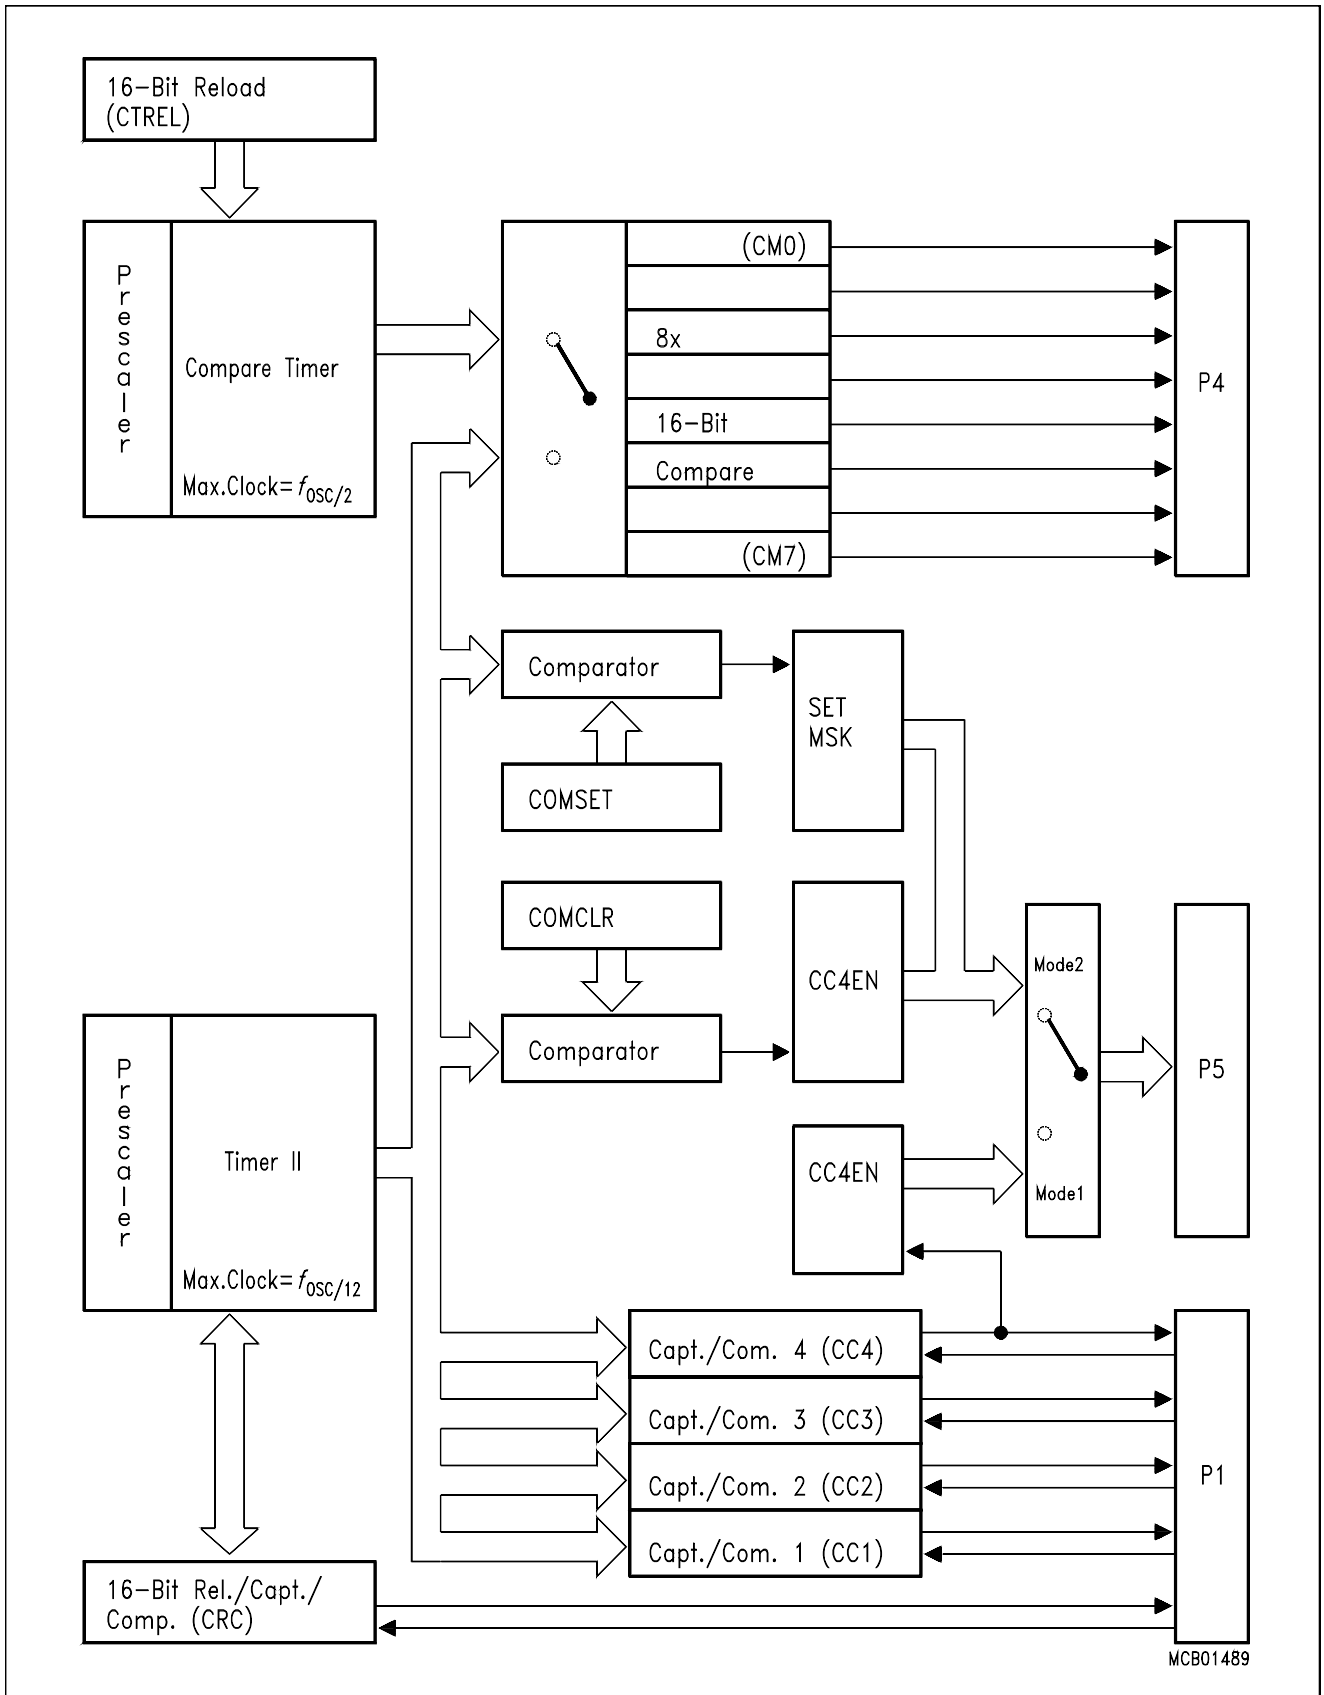 16-Bit Reload
(CTREL)
Prescaler
Compare Timer
Max.Clock= fOSC/2
(CM0)
8x
16-Bit
Compare
(CM7)
P4
Comparator
SET
MSK
COMSET
COMCLR
CC4EN
Comparator
Mode2
P5
Prescaler
Timer II
Max.Clock= fOSC/12
CC4EN
Mode1
Capt./Com. 4 (CC4)
Capt./Com. 3 (CC3)
Capt./Com. 2 (CC2)
Capt./Com. 1 (CC1)
P1
16-Bit Rel./Capt./
Comp. (CRC)
MCB01489